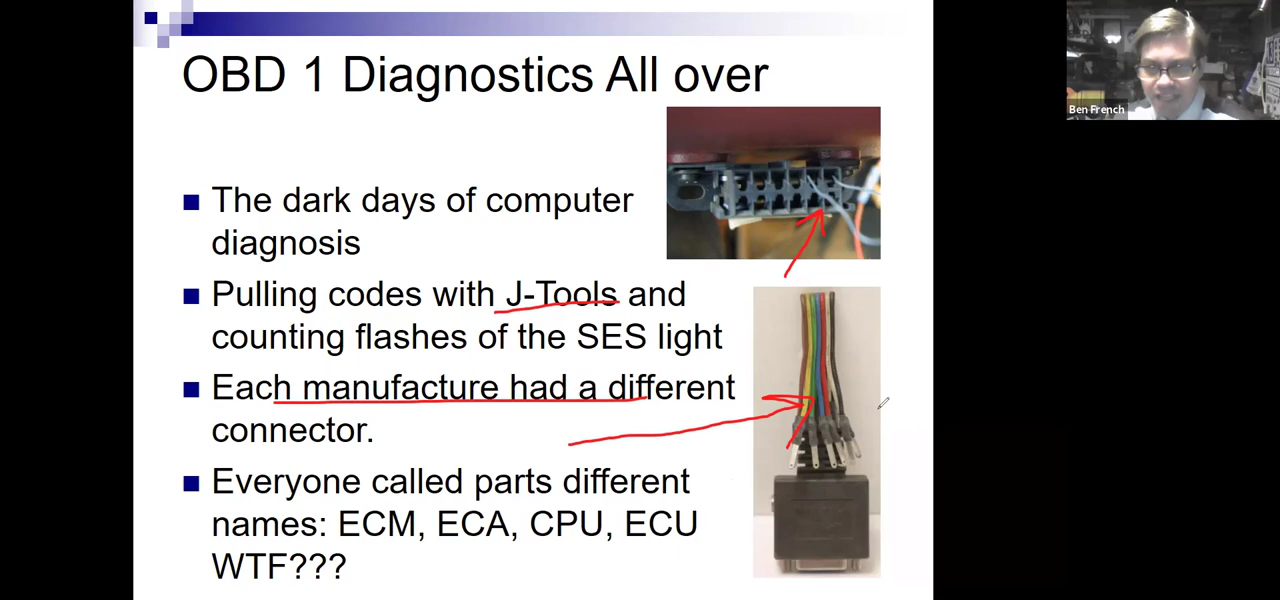 OBD 1 Diagnostics All over
The dark days of computer
diagnosis
Pulling codes with J-Tools and
counting flashes of the SES light
Each manufacture had a different
connector.
Everyone called parts different
names: ECM, ECA, CPU, ECU
WTF???
Ben French